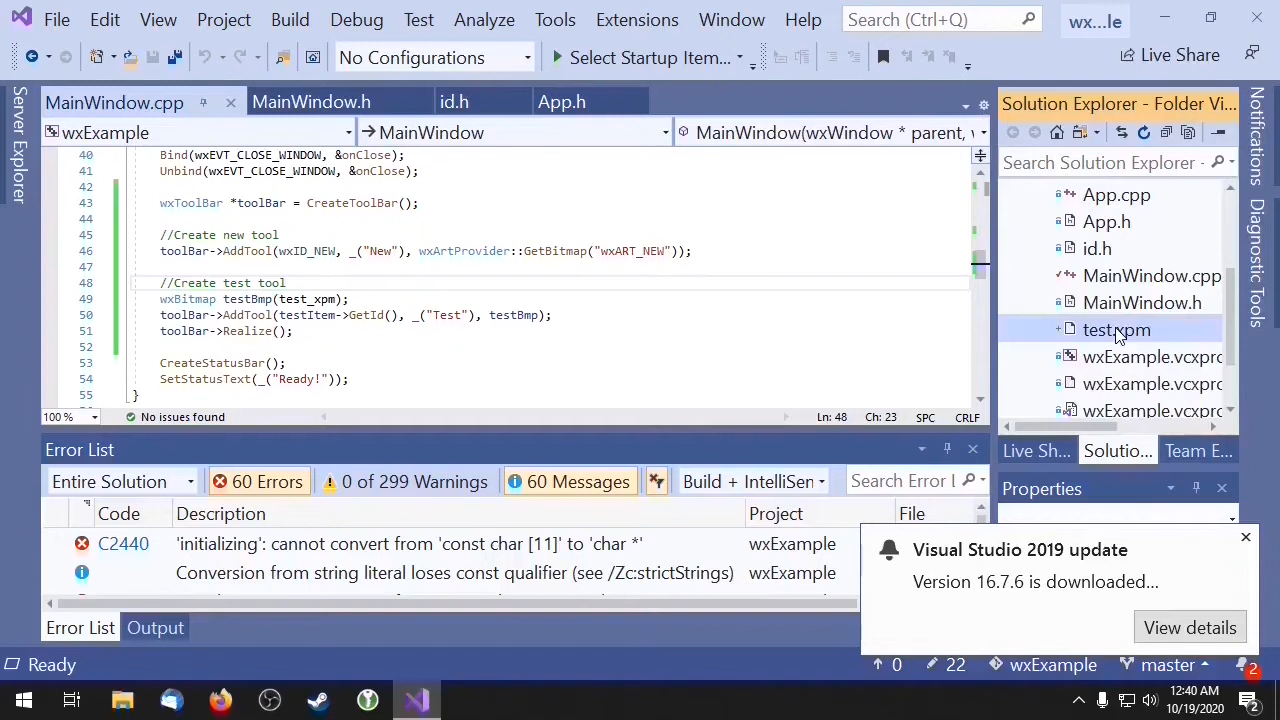 File Edit View Project Build Debug Test Analyze Tools Extensions Window Help Search (Ctrl+Q) wx...le
No Configurations Select Startup Item... Live Share
Server Explorer
MainWindow.cpp MainWindow.h id.h App.h
wxExample MainWindow MainWindow(wxWindow * parent, w
40 Bind(wxEVT_CLOSE_WINDOW, &onClose);
41 Unbind(wxEVT_CLOSE_WINDOW, &onClose);
42
43 wxToolBar *toolBar = CreateToolBar();
44
45 //Create new tool
46 toolBar->AddTool(wxID_NEW, _("New"), wxArtProvider::GetBitmap("wxART_NEW"));
47
48 //Create test tool
49 wxBitmap testBmp(test_xpm);
50 toolBar->AddTool(testItem->GetId(), _("Test"), testBmp);
51 toolBar->Realize();
52
53 CreateStatusBar();
54 SetStatusText(_("Ready!"));
55 }
100 % No issues found Ln: 48 Ch: 23 SPC CRLF
Error List
Entire Solution 60 Errors 0 of 299 Warnings 60 Messages Build + IntelliSen Search Error L
Code Description Project File
C2440 'initializing': cannot convert from 'const char [11]' to 'char *' wxExample
Conversion from string literal loses const qualifier (see /Zc:strictStrings) wxExample
Error List Output
Solution Explorer - Folder Vi...
Search Solution Explorer -
App.cpp
App.h
id.h
MainWindow.cpp
MainWindow.h
test.xpm
wxExample.vcxpro
wxExample.vcxpro
wxExample.vcxpro
Live Sh... Solutio... Team E...
Properties
Notifications
Diagnostic Tools
Visual Studio 2019 update
Version 16.7.6 is downloaded...
View details
Ready 0 22 wxExample master 2
12:40 AM
10/19/2020
2